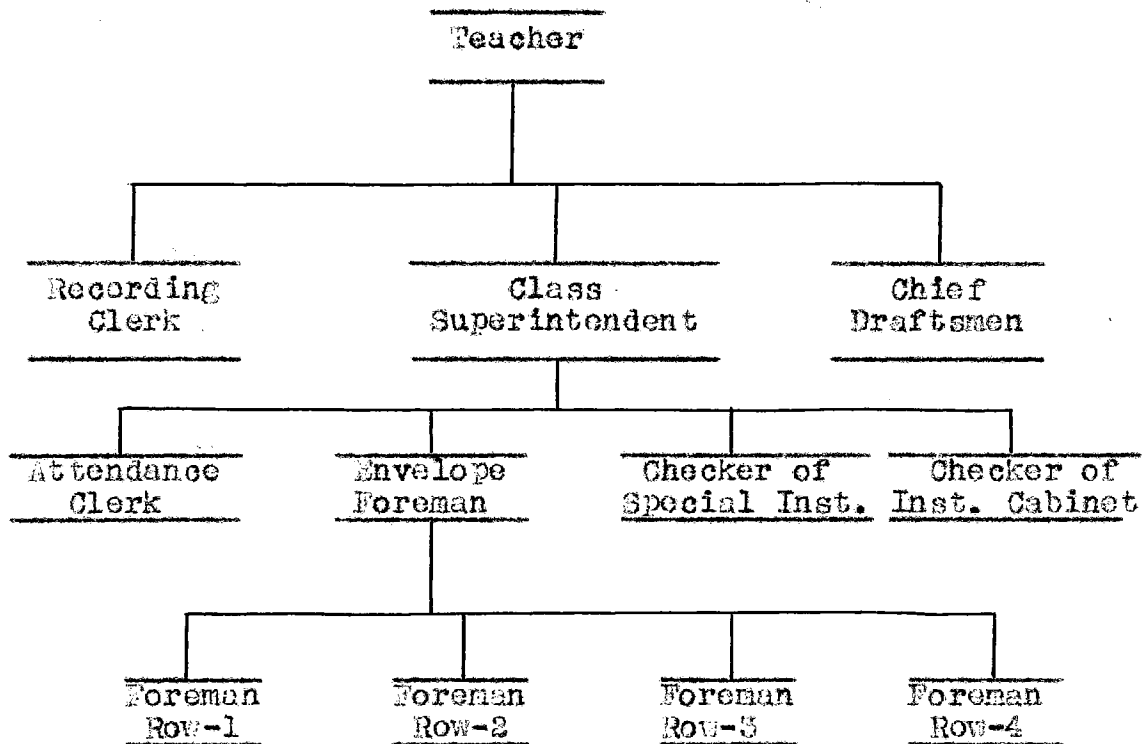 Teacher
Recording
Clerk
Class
Superintendent
Chief
Draftsmen
Attendance
Clerk
Envelope
Foreman
Checker of
Special Inst.
Checker of
Inst. Cabinet
Foreman
Row-1
Foreman
Row-2
Foreman
Row-3
Foreman
Row-4